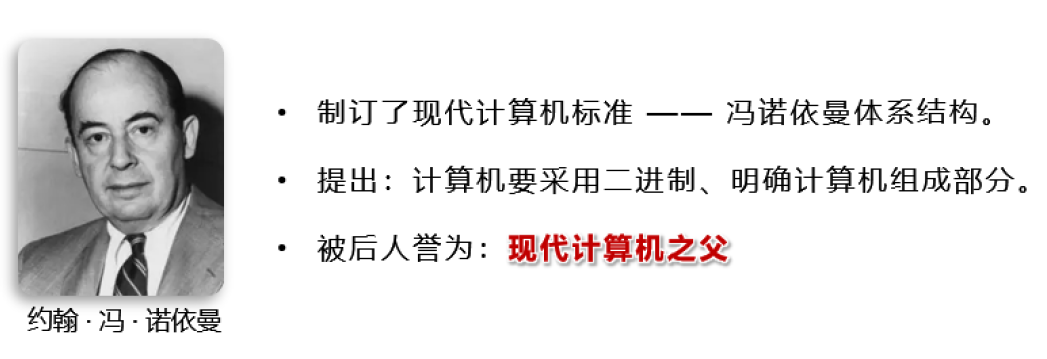 • 制订了现代计算机标准 —— 冯诺依曼体系结构。
• 提出：计算机要采用二进制、明确计算机组成部分。
• 被后人誉为：现代计算机之父
约翰 · 冯 · 诺依曼